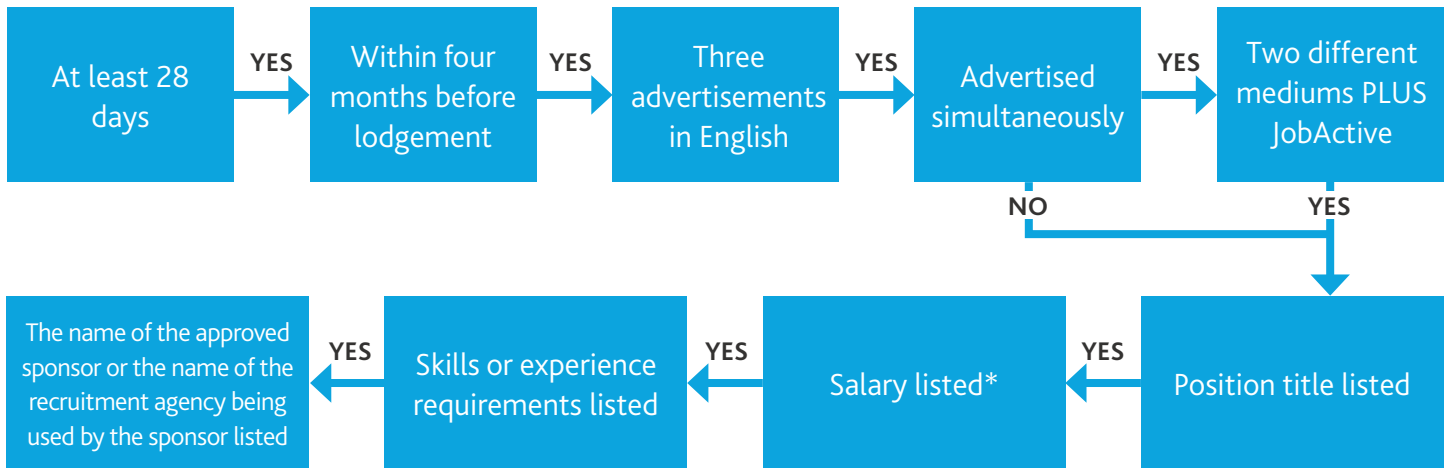 At least 28
days
YES
Within four
months before
lodgement
YES
Three
advertisements
in English
YES
Advertised
simultaneously
YES
Two different
mediums PLUS
JobActive
NO
YES
Position title listed
YES
Salary listed*
YES
Skills or experience
requirements listed
YES
The name of the approved
sponsor or the name of the
recruitment agency being
used by the sponsor listed